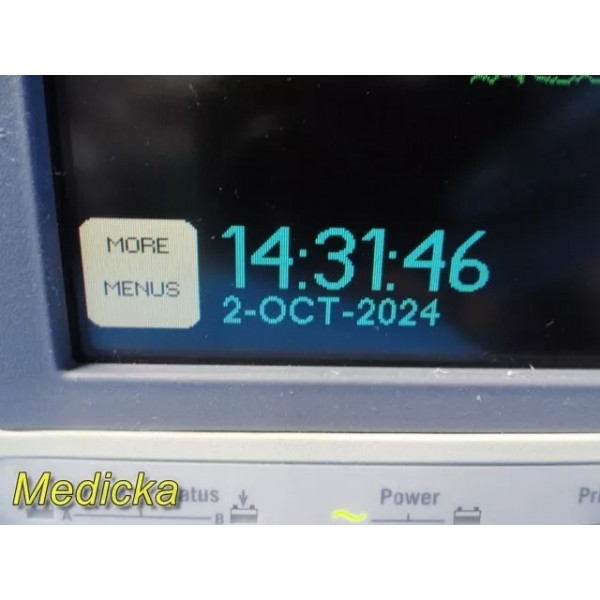 MORE
MENUS
14:31:46
2-OCT-2024
Medicka
Power
A
B